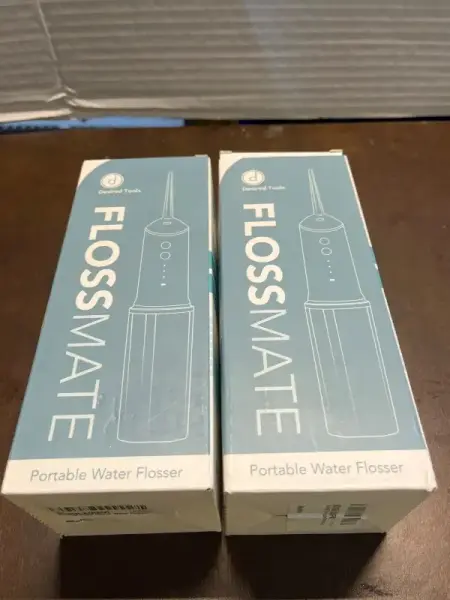 Desired Tools
FLOSSMATE
Portable Water Flosser
Desired Tools
FLOSSMATE
Portable Water Flosser